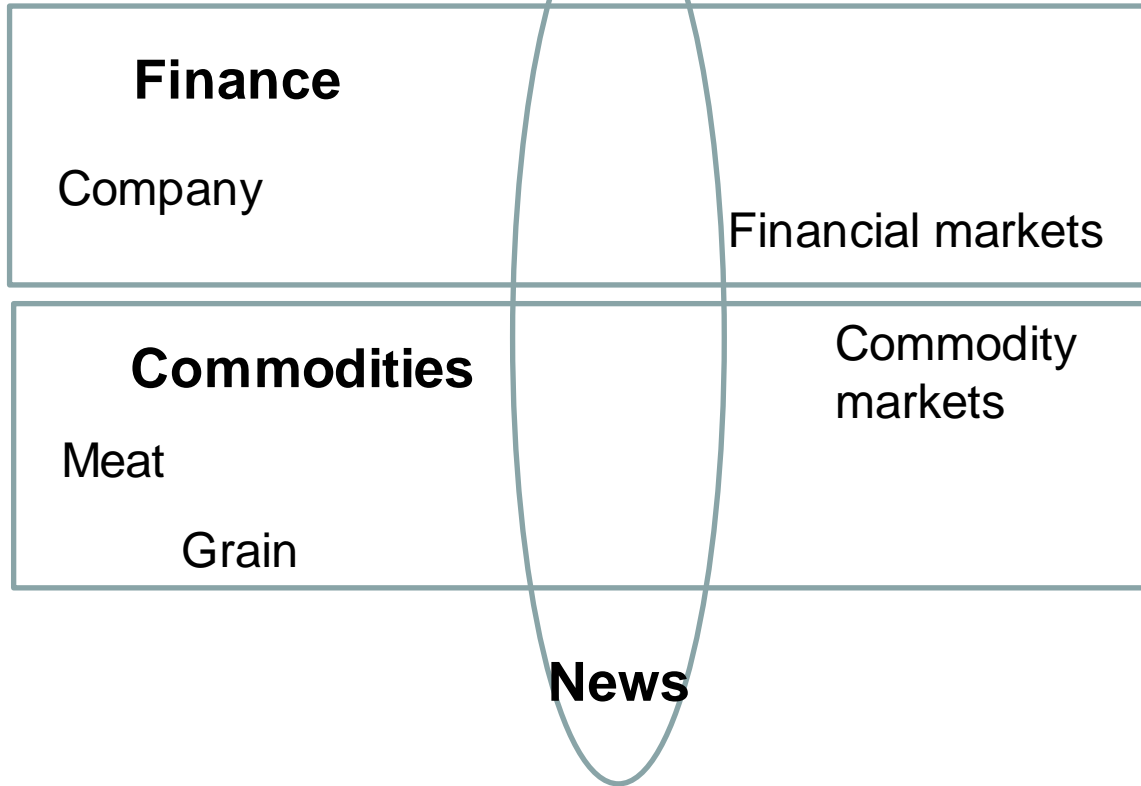 Finance
Company
Financial markets
Commodities
Commodity
markets
Meat
Grain
News